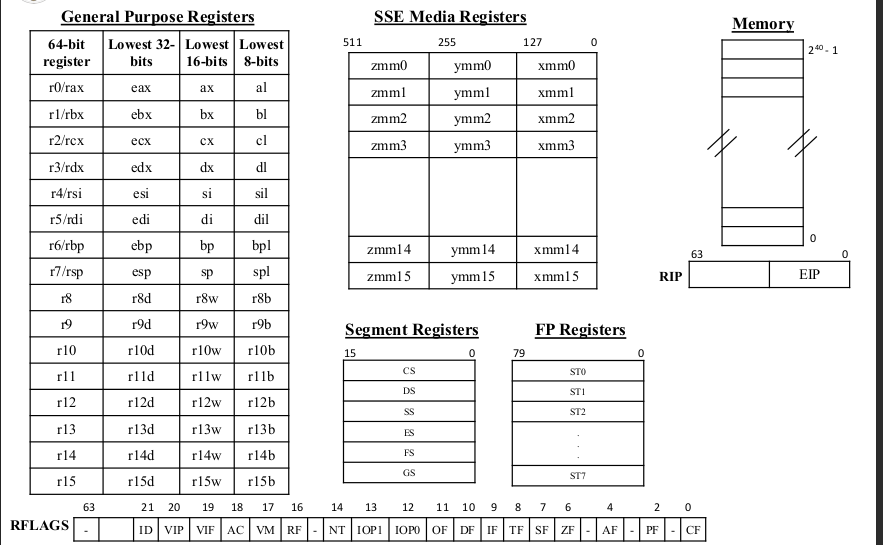 General Purpose Registers
64-bit register Lowest 32-bits Lowest 16-bits Lowest 8-bits
r0/rax eax ax al
r1/rbx ebx bx bl
r2/rcx ecx cx cl
r3/rdx edx dx dl
r4/rsi esi si sil
r5/rdi edi di dil
r6/rbp ebp bp bpl
r7/rsp esp sp spl
r8 r8d r8w r8b
r9 r9d r9w r9b
r10 r10d r10w r10b
r11 r11d r11w r11b
r12 r12d r12w r12b
r13 r13d r13w r13b
r14 r14d r14w r14b
r15 r15d r15w r15b
SSE Media Registers
511 255 127 0
zmm0 ymm0 xmm0
zmm1 ymm1 xmm1
zmm2 ymm2 xmm2
zmm3 ymm3 xmm3
zmm14 ymm14 xmm14
zmm15 ymm15 xmm15
Memory
2⁴⁰ - 1
0
63 0
RIP EIP
Segment Registers
15 0
CS
DS
SS
ES
FS
GS
FP Registers
79 0
ST0
ST1
ST2
.
.
.
ST7
63 21 20 19 18 17 16 14 13 12 11 10 9 8 7 6 4 2 0
RFLAGS - ID VIP VIF AC VM RF - NT IOP1 IOP0 OF DF IF TF SF ZF - AF - PF - CF